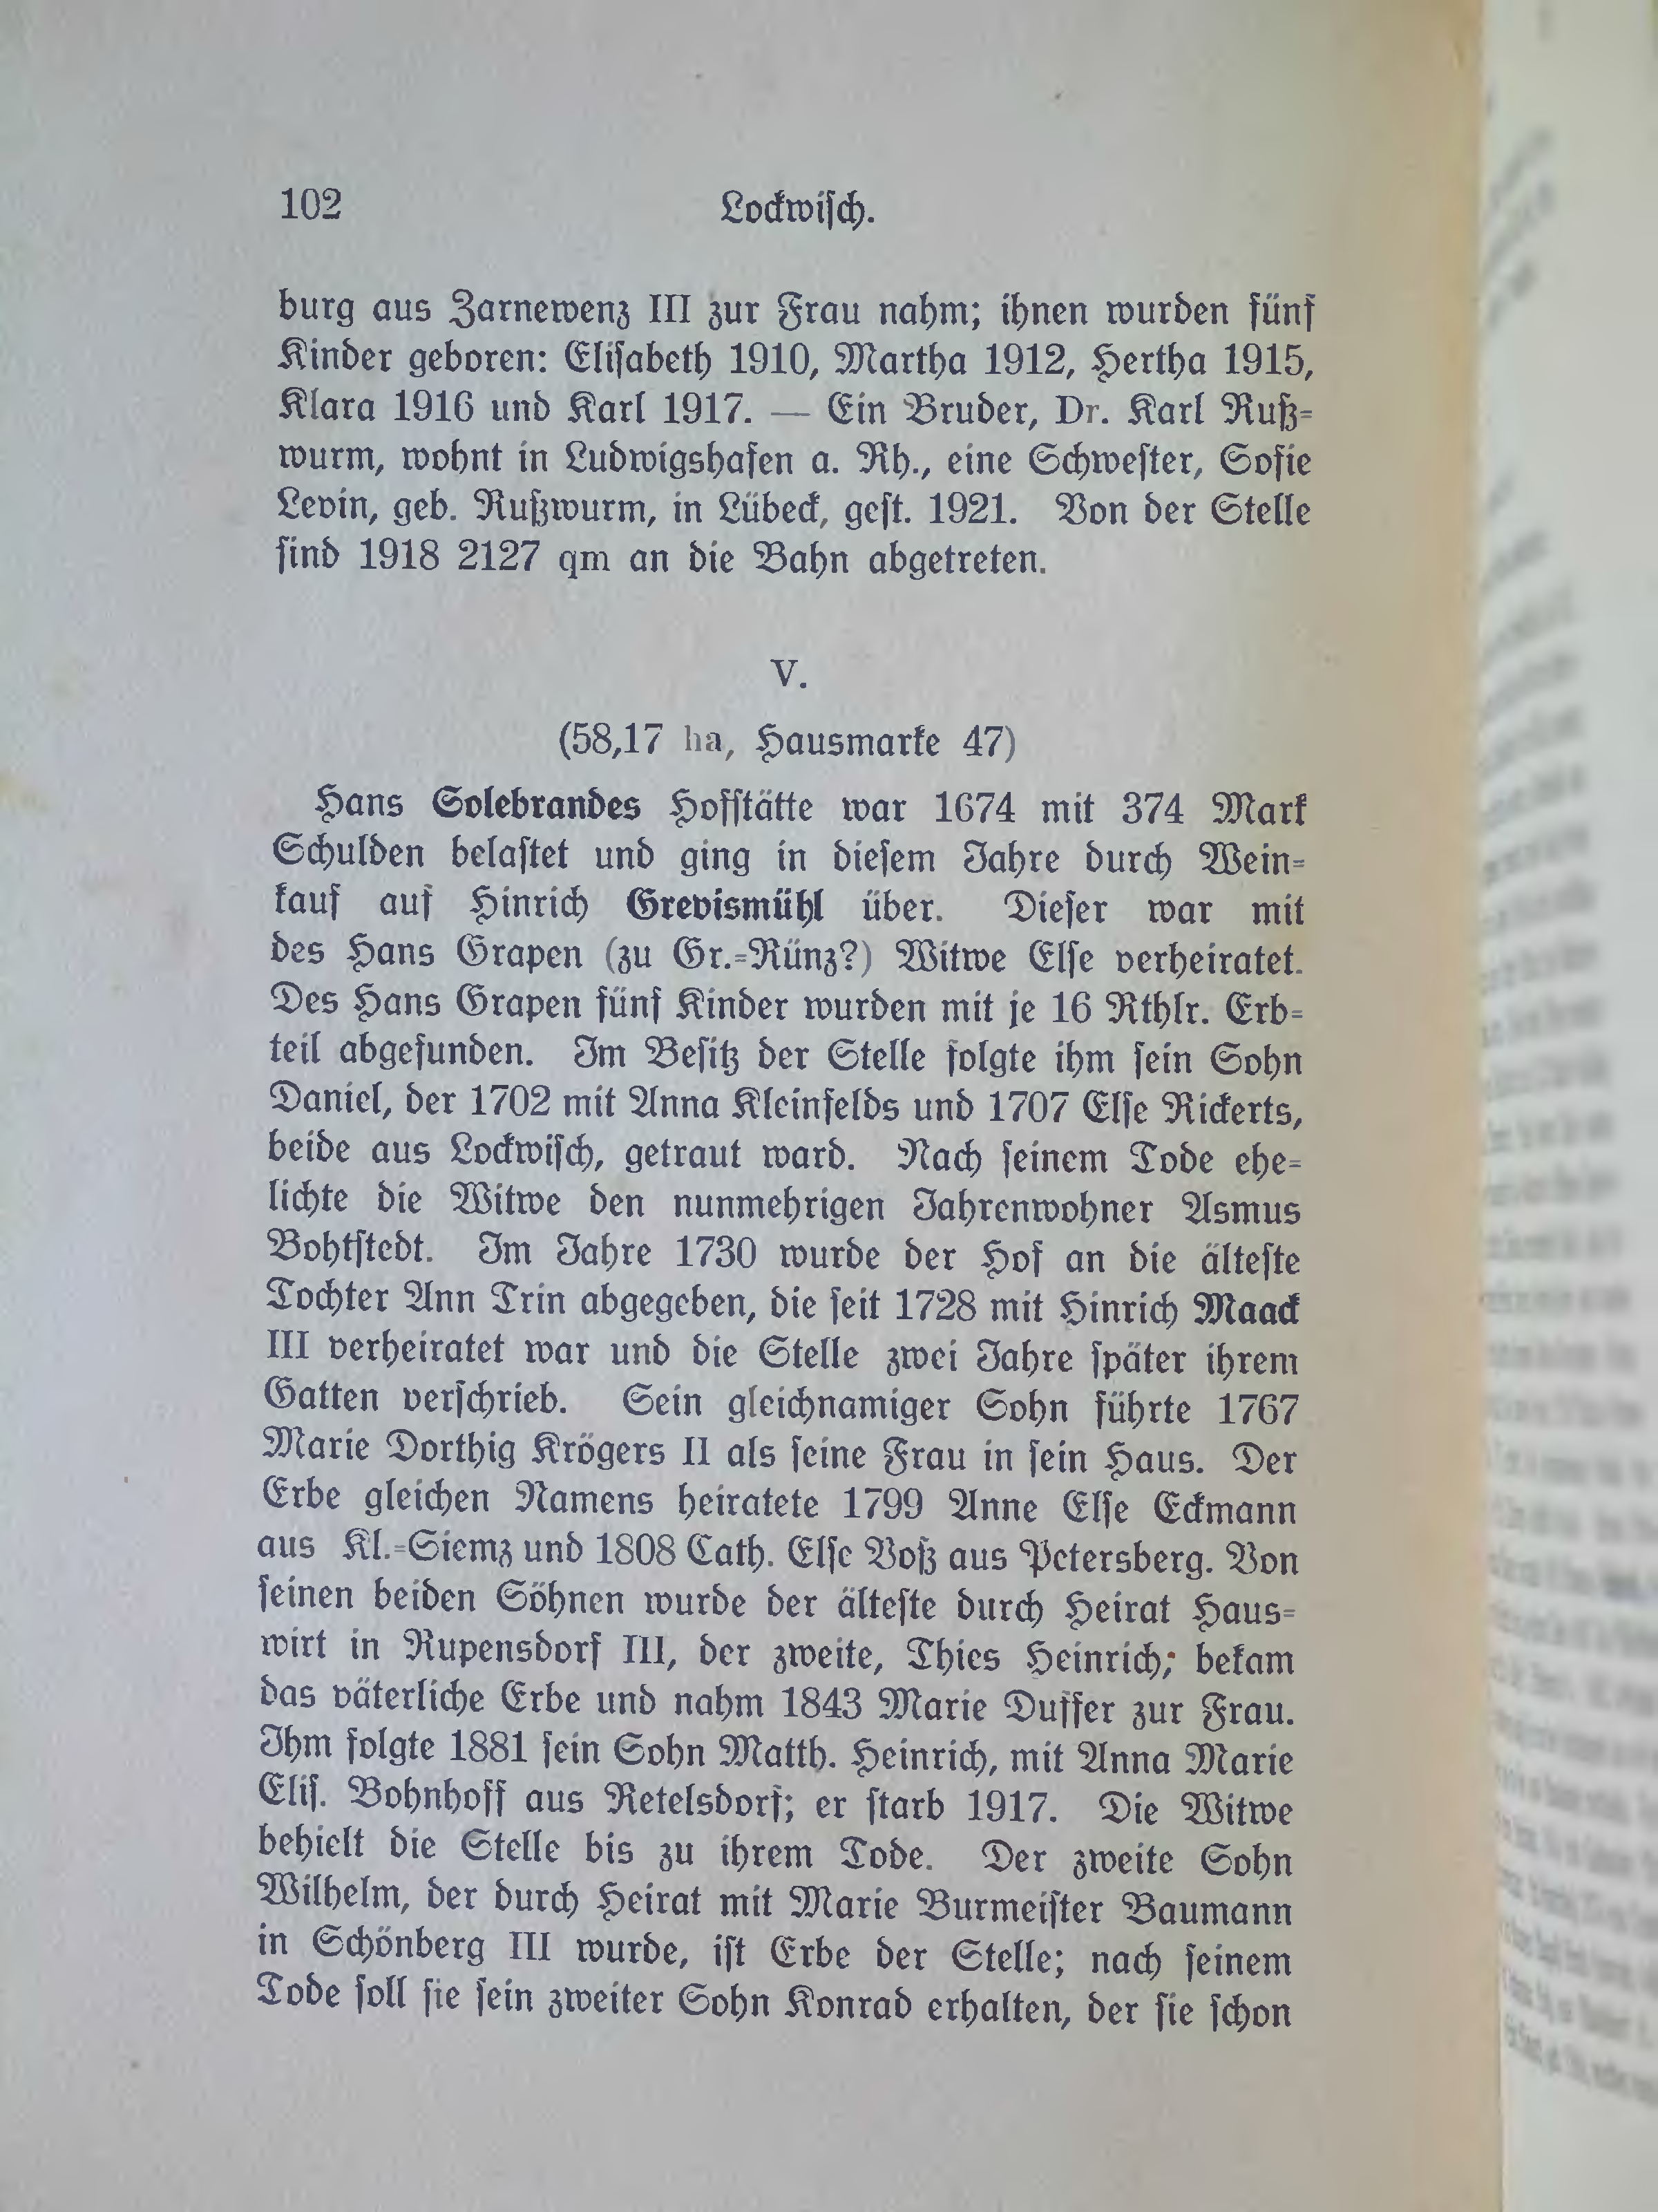 102 Lockwisch.
burg aus Zarnewenz III zur Frau nahm; ihnen wurden fünf
Kinder geboren: Elisabeth 1910, Martha 1912, Hertha 1915,
Klara 1916 und Karl 1917. — Ein Bruder, Dr. Karl Ruß-
wurm, wohnt in Ludwigshafen a. Rh., eine Schwester, Sofie
Levin, geb. Rußwurm, in Lübeck, gest. 1921. Von der Stelle
sind 1918 2127 qm an die Bahn abgetreten.
V.
(58,17 ha, Hausmarke 47)
Hans Solebrandes Hofstätte war 1674 mit 374 Mark
Schulden belastet und ging in diesem Jahre durch Wein-
kauf auf Hinrich Grevismühl über. Dieser war mit
des Hans Grapen (zu Gr.-Rünz?) Witwe Else verheiratet.
Des Hans Grapen fünf Kinder wurden mit je 16 Rthlr. Erb-
teil abgefunden. Im Besitz der Stelle folgte ihm sein Sohn
Daniel, der 1702 mit Anna Kleinfelds und 1707 Else Rickerts,
beide aus Lockwisch, getraut ward. Nach seinem Tode ehe-
lichte die Witwe den nunmehrigen Jahrenwohner Asmus
Bohtstedt. Im Jahre 1730 wurde der Hof an die älteste
Tochter Ann Trin abgegeben, die seit 1728 mit Hinrich Maack
III verheiratet war und die Stelle zwei Jahre später ihrem
Gatten verschrieb. Sein gleichnamiger Sohn führte 1767
Marie Dorthig Krögers II als seine Frau in sein Haus. Der
Erbe gleichen Namens heiratete 1799 Anne Else Eckmann
aus Kl.-Siemz und 1808 Cath. Else Voß aus Petersberg. Von
seinen beiden Söhnen wurde der älteste durch Heirat Haus-
wirt in Rupensdorf III, der zweite, Thies Heinrich; bekam
das väterliche Erbe und nahm 1843 Marie Duffer zur Frau.
Ihm folgte 1881 sein Sohn Matth. Heinrich, mit Anna Marie
Elis. Bohnhoff aus Retelsdorf; er starb 1917. Die Witwe
behielt die Stelle bis zu ihrem Tode. Der zweite Sohn
Wilhelm, der durch Heirat mit Marie Burmeister Baumann
in Schönberg III wurde, ist Erbe der Stelle; nach seinem
Tode soll sie sein zweiter Sohn Konrad erhalten, der sie schon